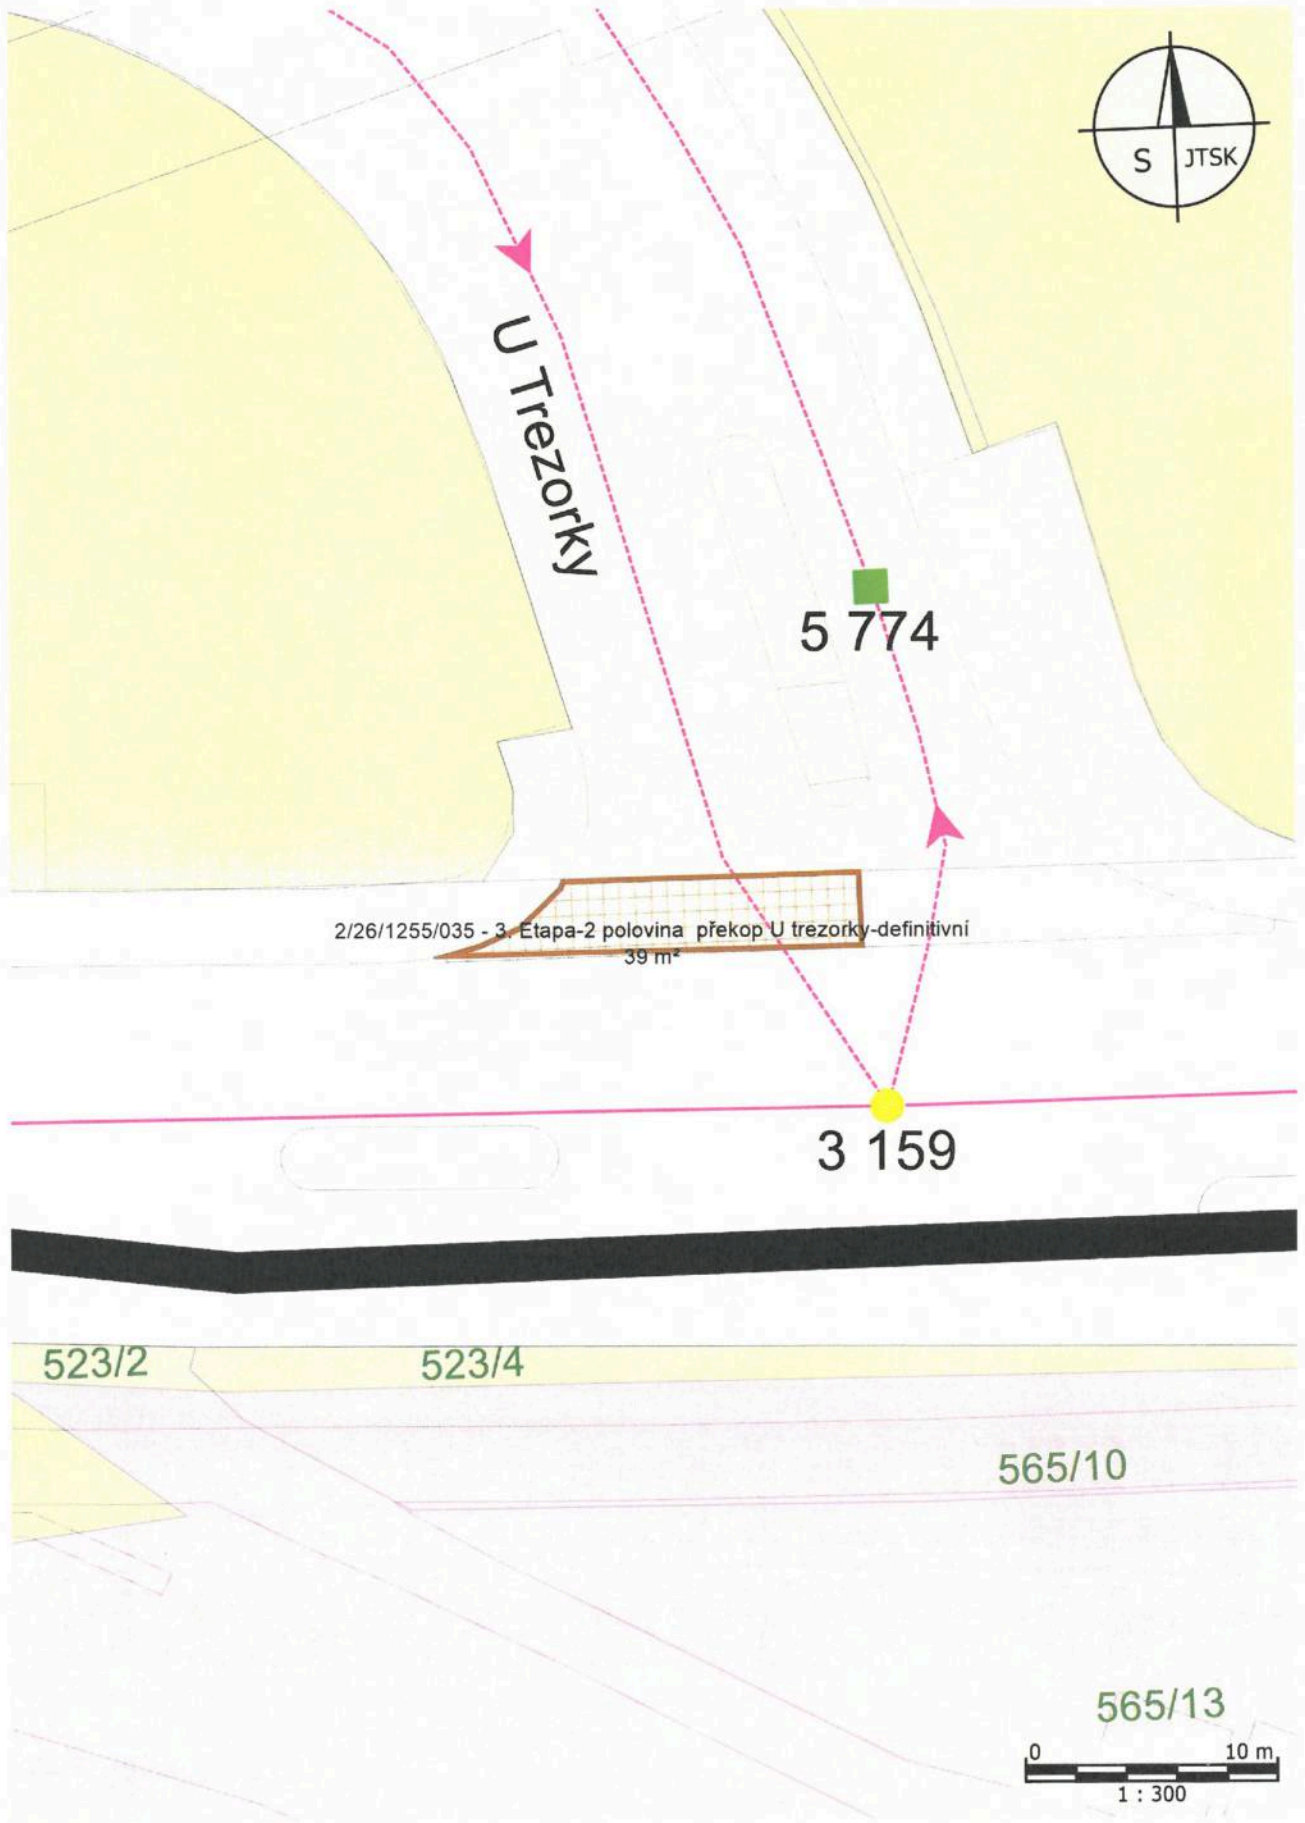 S JTSK
U Trezorky
5 774
2/26/1255/035 - 3. Etapa-2 polovina překop U trezorky-definitivní
39 m²
3 159
523/2
523/4
565/10
565/13
0 10 m
1 : 300